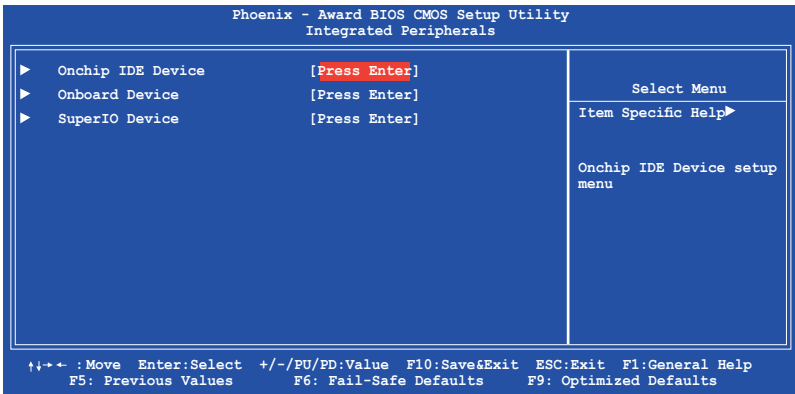 Phoenix - Award BIOS CMOS Setup Utility
Integrated Peripherals
▶ Onchip IDE Device [Press Enter]
▶ Onboard Device [Press Enter]
▶ SuperIO Device [Press Enter]
Select Menu
Item Specific Help▶
Onchip IDE Device setup
menu
↑↓→← :Move Enter:Select +/-/PU/PD:Value F10:Save&Exit ESC:Exit F1:General Help
F5: Previous Values F6: Fail-Safe Defaults F9: Optimized Defaults